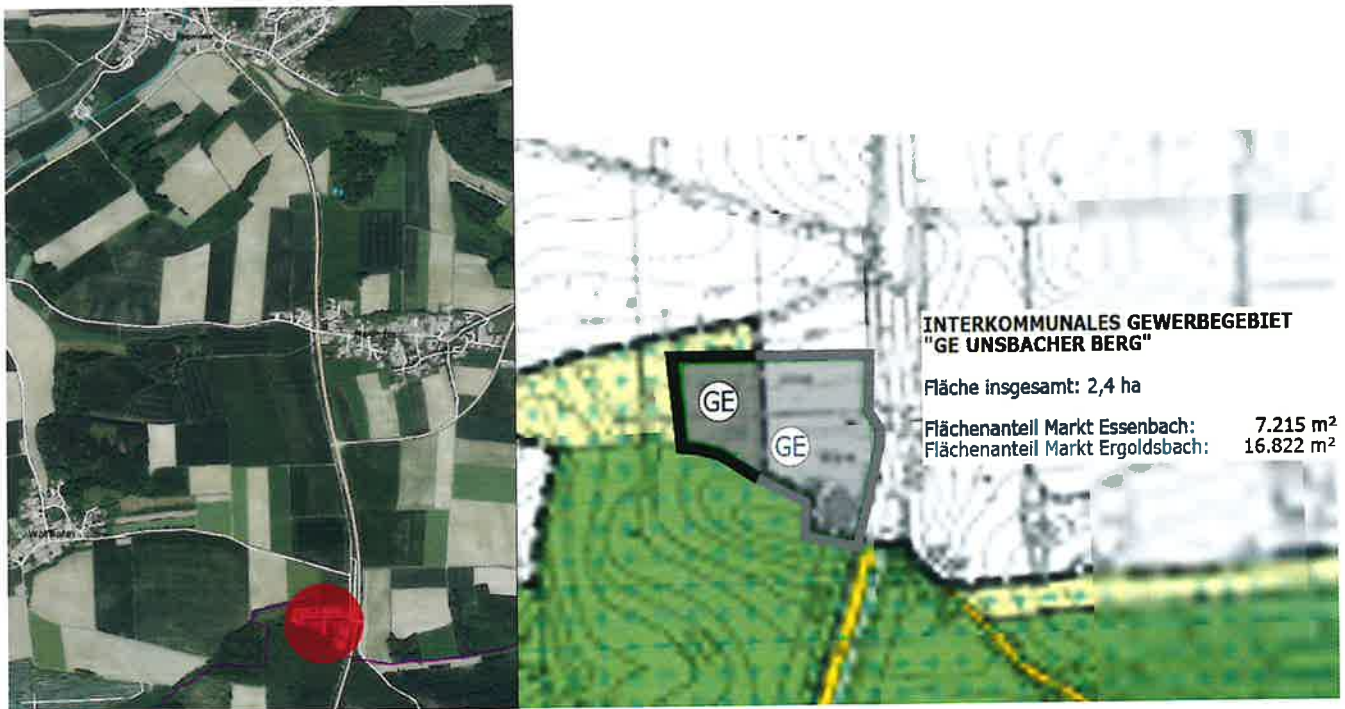 GE
GE
INTERKOMMUNALES GEWERBEGEBIET
"GE UNSBACHER BERG"
Fläche insgesamt: 2,4 ha
Flächenanteil Markt Essenbach: 7.215 m²
Flächenanteil Markt Ergoldsbach: 16.822 m²